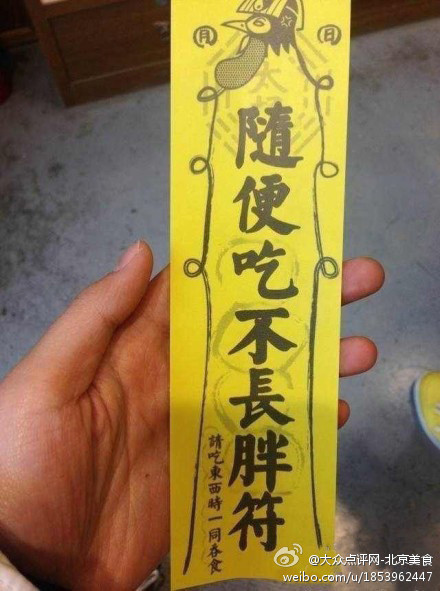 月
日
隨便吃不長胖符
請吃東西時一同吞食
@大众点评网-北京美食
weibo.com/u/1853962447